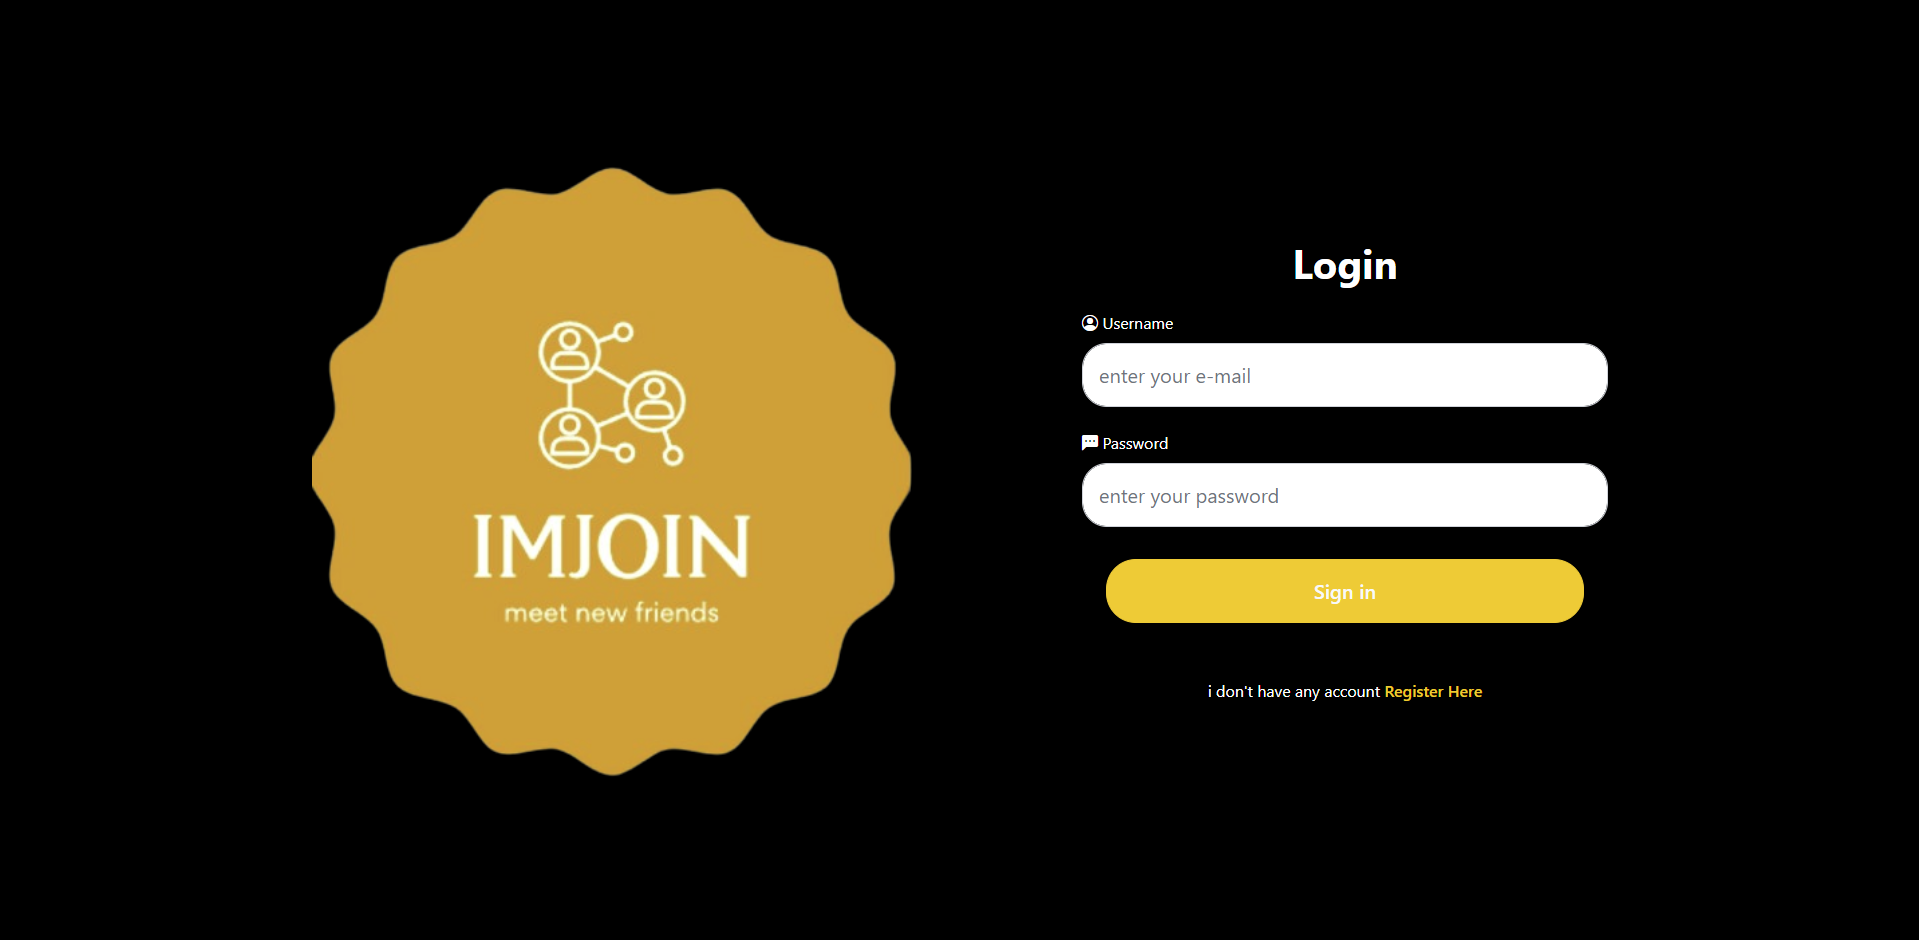 IMJOIN
meet new friends
Login
Username
enter your e-mail
Password
enter your password
Sign in
i don't have any account Register Here